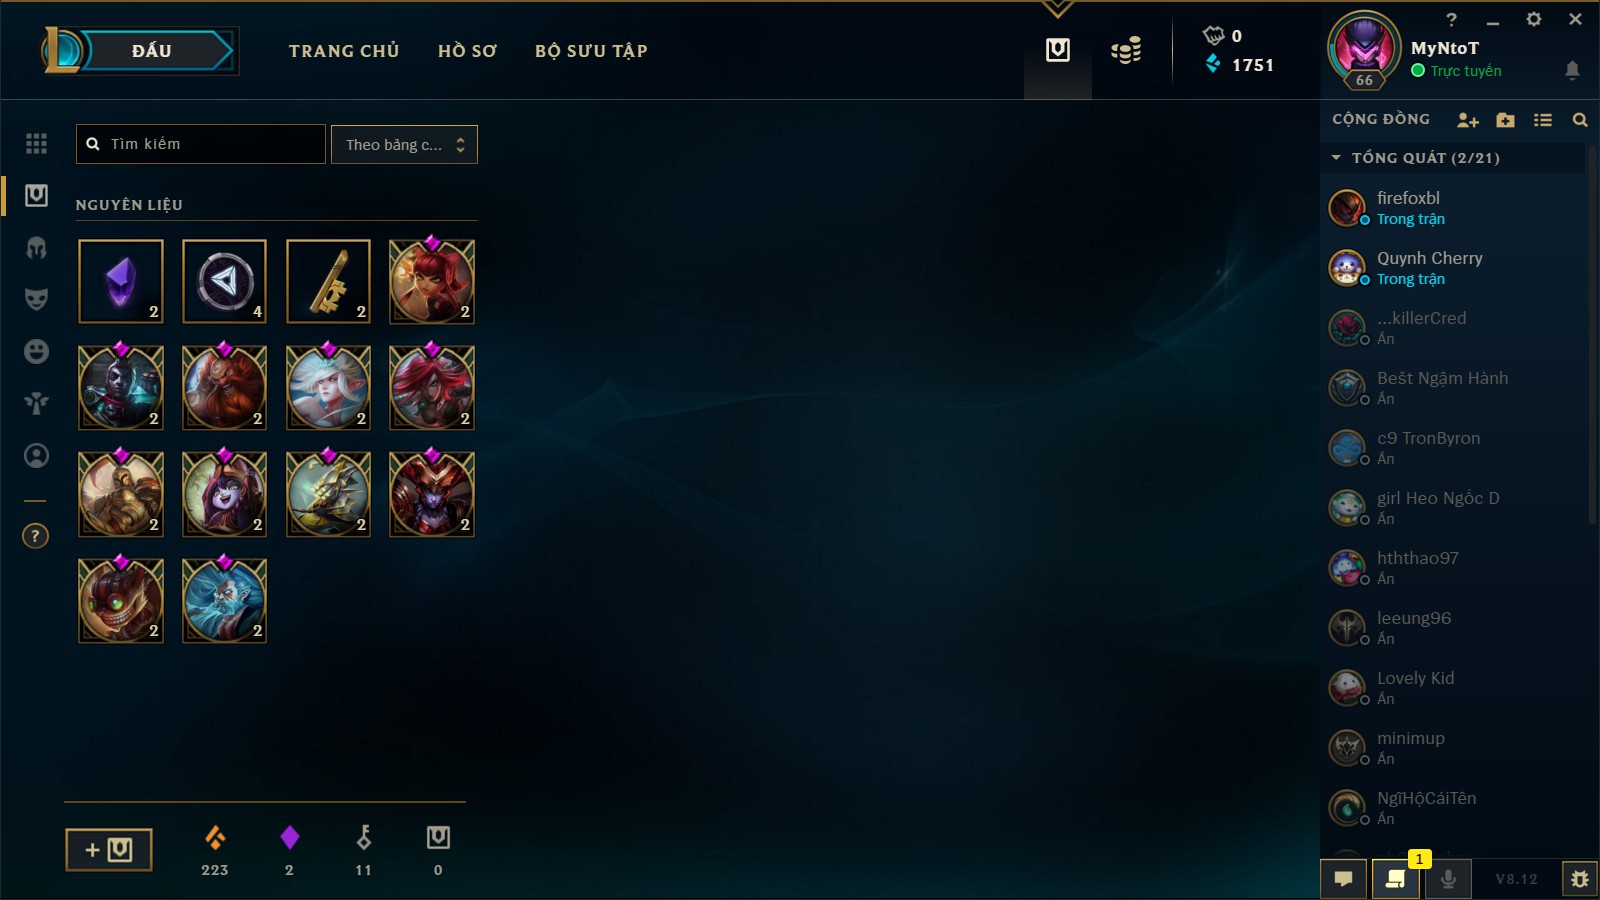 ĐẤU
TRANG CHỦ
HỒ SƠ
BỘ SƯU TẬP
0
1751
?
MyNtoT
Trực tuyến
66
Tìm kiếm
Theo bảng c...
NGUYÊN LIỆU
2
4
2
2
2
2
2
2
2
2
2
2
2
2
?
223
2
11
0
CỘNG ĐỒNG
TỔNG QUÁT (2/21)
firefoxbl
Trong trận
Quynh Cherry
Trong trận
...killerCred
Ẩn
Bešt Ngậm Hành
Ẩn
c9 TronByron
Ẩn
girl Heo Ngốc D
Ẩn
hththao97
Ẩn
leeung96
Ẩn
Lovely Kid
Ẩn
minimup
Ẩn
NgĩHộCáiTên
Ẩn
1
V8.12